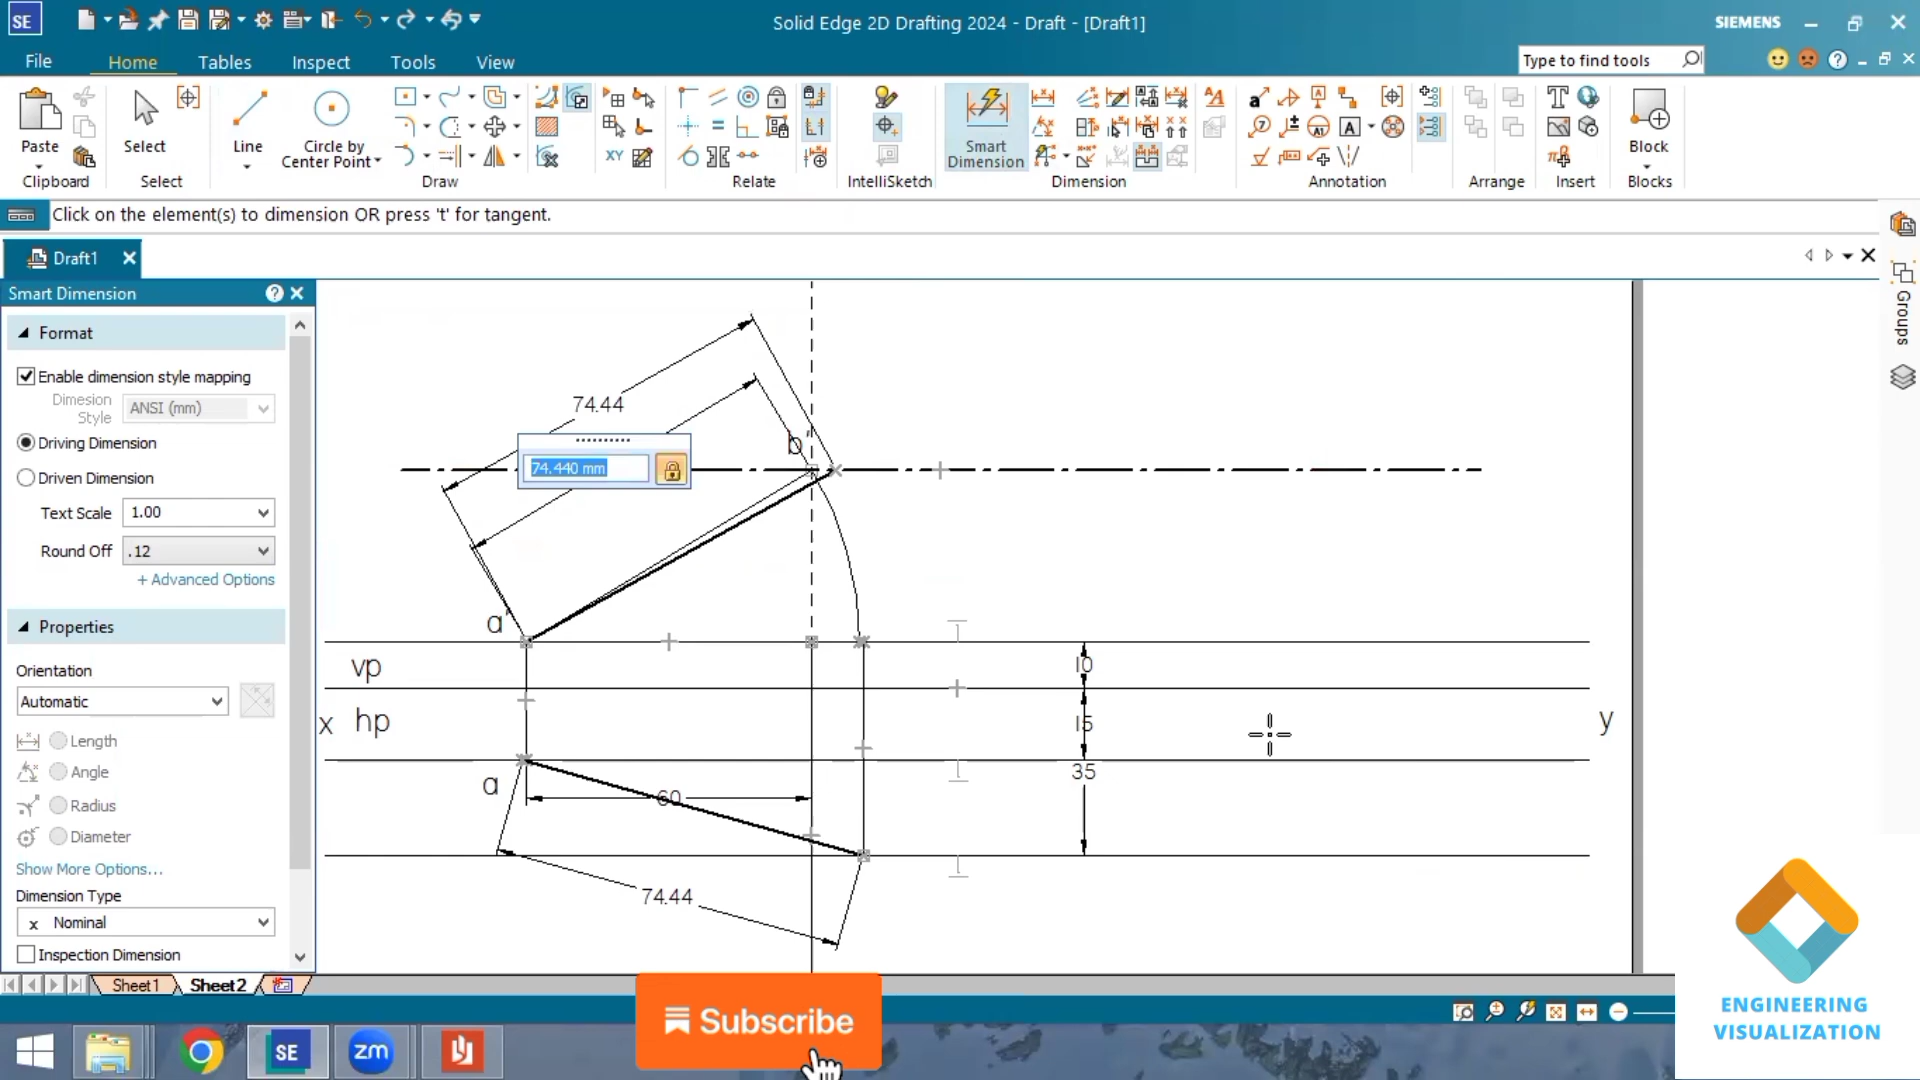 SE
Solid Edge 2D Drafting 2024 - Draft - [Draft1]
SIEMENS
File
Home
Tables
Inspect
Tools
View
Type to find tools
Paste
Select
Line
Circle by
Center Point
XY
Smart
Dimension
Block
Clipboard
Select
Draw
Relate
IntelliSketch
Dimension
Annotation
Arrange
Insert
Blocks
Click on the element(s) to dimension OR press 't' for tangent.
Draft1
Smart Dimension
Groups
Format
Enable dimension style mapping
Dimesion
Style
ANSI (mm)
Driving Dimension
Driven Dimension
Text Scale
1.00
Round Off
.12
+ Advanced Options
Properties
Orientation
Automatic
Length
Angle
Radius
Diameter
Show More Options...
Dimension Type
x Nominal
Inspection Dimension
74.44
b'
74.440 mm
a'
vp
10
x hp
15
y
35
a
60
74.44
Sheet1
Sheet2
Subscribe
ENGINEERING
VISUALIZATION
SE
zm